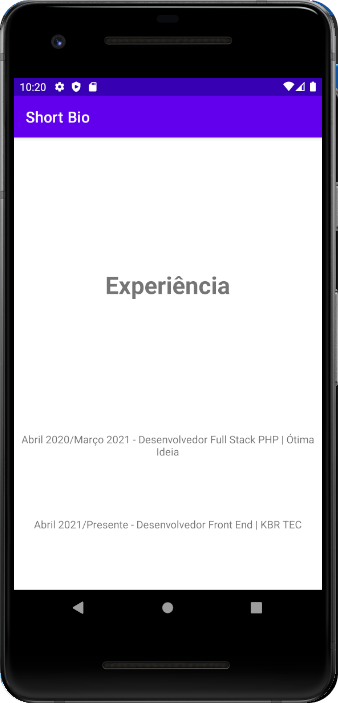 10:20
Short Bio
Experiência
Abril 2020/Março 2021 - Desenvolvedor Full Stack PHP | Ótima
Ideia
Abril 2021/Presente - Desenvolvedor Front End | KBR TEC